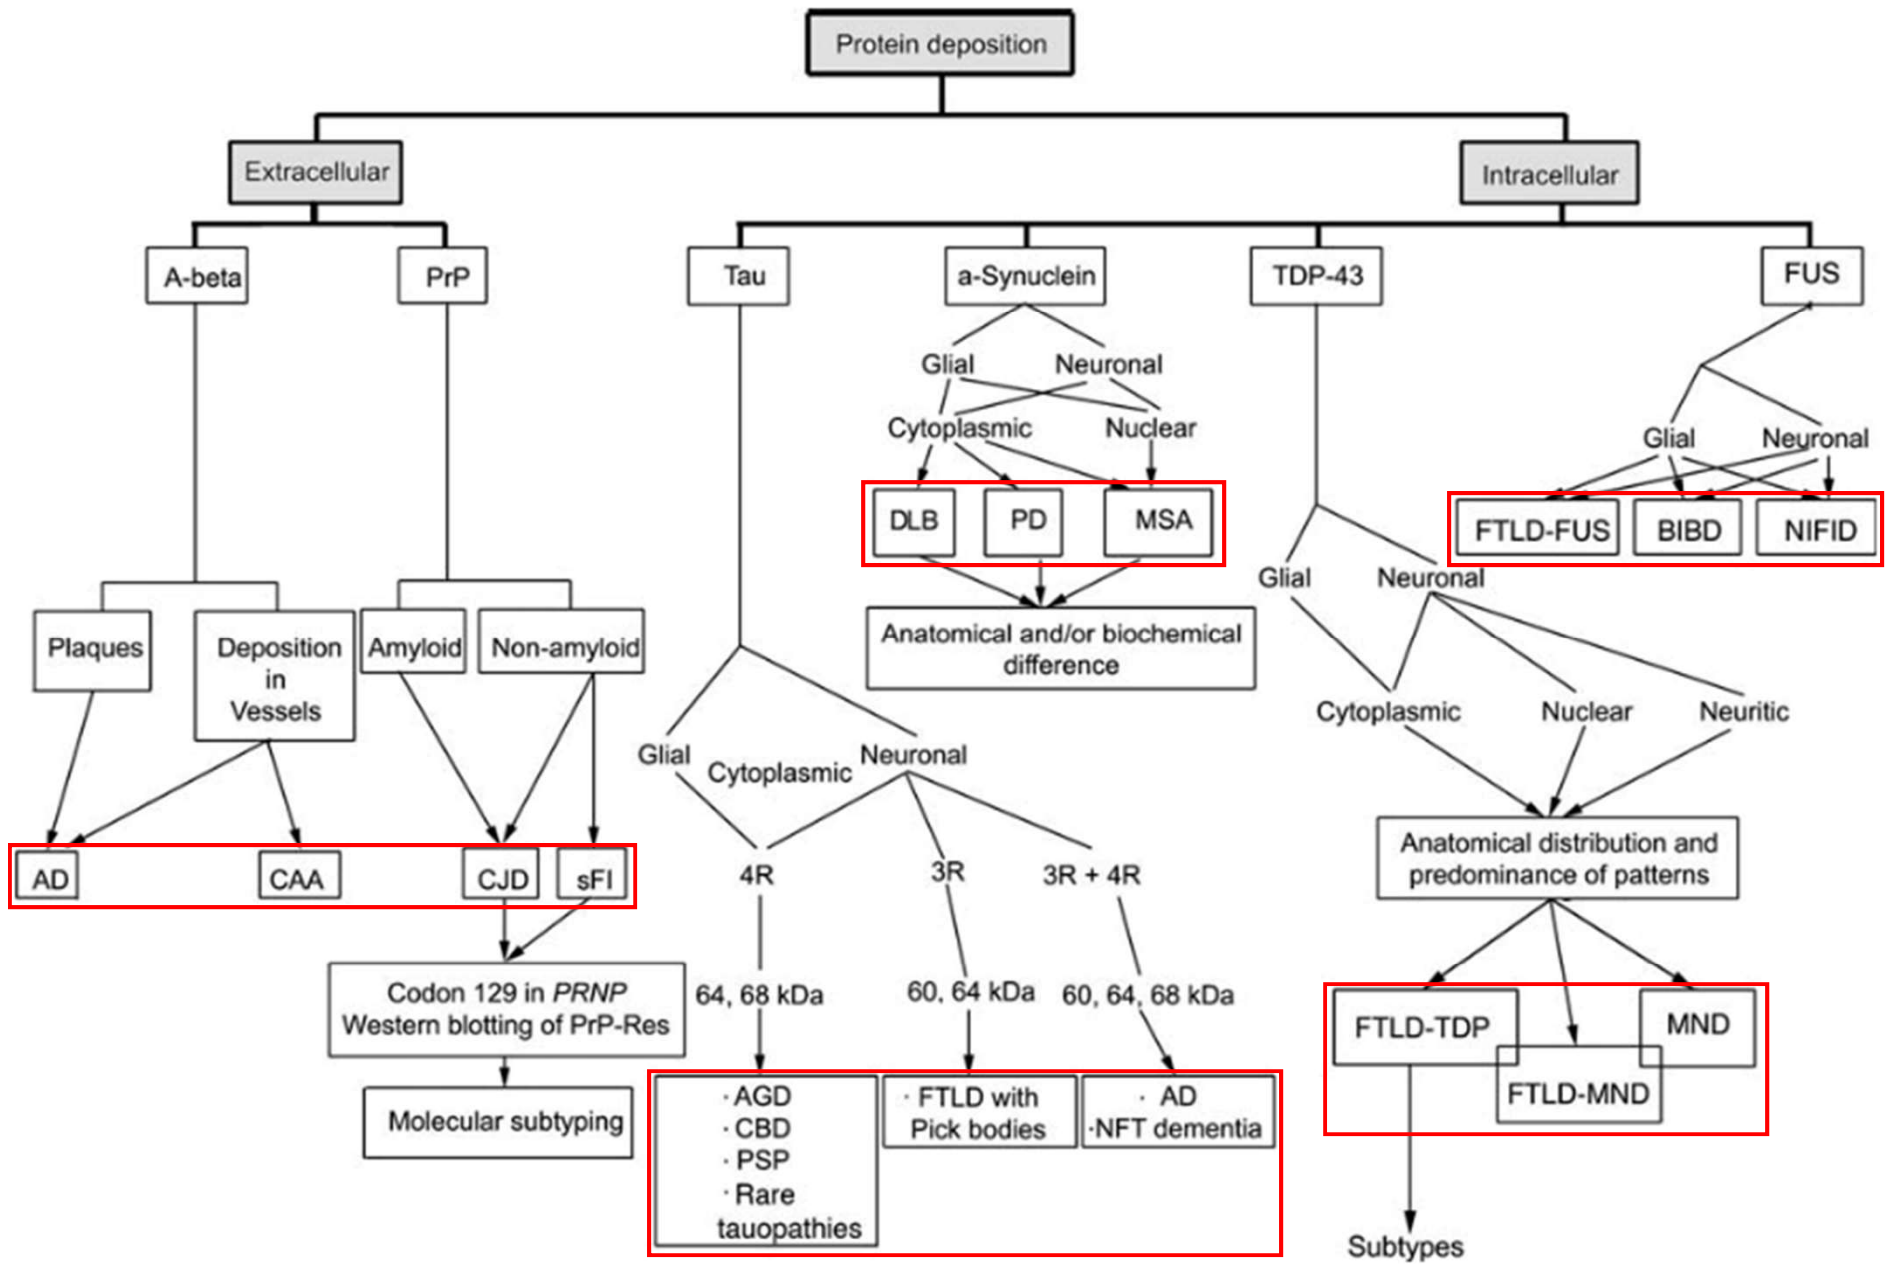 Protein deposition
Extracellular
Intracellular
A-beta
PrP
Tau
a-Synuclein
TDP-43
FUS
Glial
Neuronal
Cytoplasmic
Nuclear
DLB
PD
MSA
Anatomical and/or biochemical
difference
Glial
Neuronal
FTLD-FUS
BIBD
NIFID
Plaques
Deposition
in
Vessels
Amyloid
Non-amyloid
AD
CAA
CJD
sFI
Codon 129 in PRNP
Western blotting of PrP-Res
Molecular subtyping
Glial
Cytoplasmic
Neuronal
4R
3R
3R + 4R
64, 68 kDa
60, 64 kDa
60, 64, 68 kDa
· AGD
· CBD
· PSP
· Rare
tauopathies
· FTLD with
Pick bodies
· AD
·NFT dementia
Glial
Neuronal
Cytoplasmic
Nuclear
Neuritic
Anatomical distribution and
predominance of patterns
FTLD-TDP
MND
FTLD-MND
Subtypes